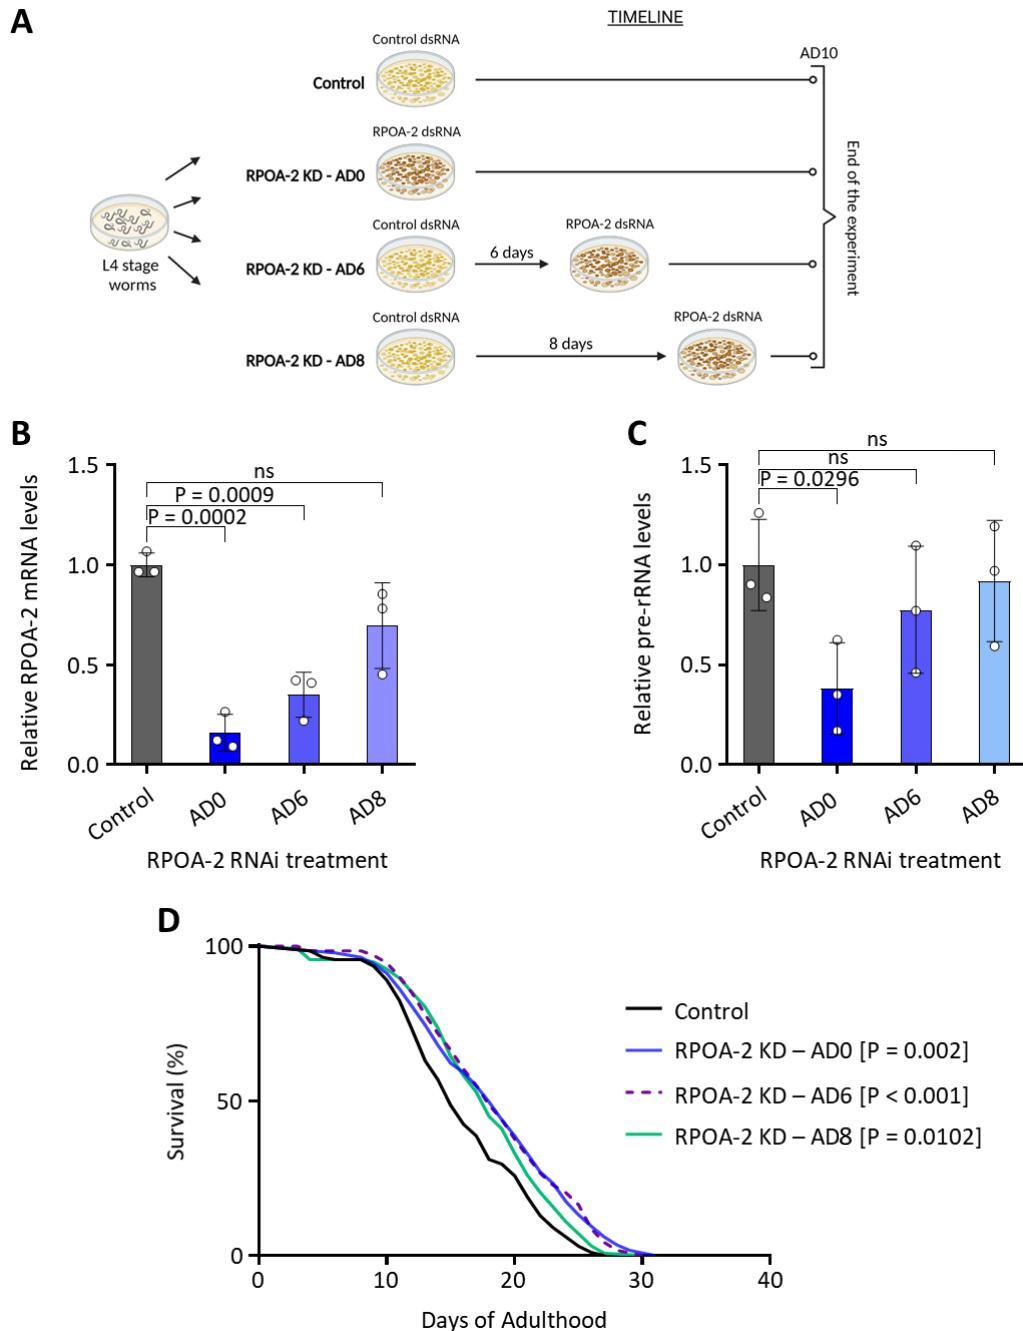 A
TIMELINE
Control dsRNA
AD10
Control
RPOA-2 dsRNA
RPOA-2 KD - AD0
End of the experiment
Control dsRNA
RPOA-2 dsRNA
6 days
RPOA-2 KD - AD6
L4 stage
worms
Control dsRNA
RPOA-2 dsRNA
8 days
RPOA-2 KD - AD8
B
Relative RPOA-2 mRNA levels
1.5
1.0
0.5
0.0
ns
P = 0.0009
P = 0.0002
Control
AD0
AD6
AD8
RPOA-2 RNAi treatment
C
Relative pre-rRNA levels
1.5
1.0
0.5
0.0
ns
ns
P = 0.0296
Control
AD0
AD6
AD8
RPOA-2 RNAi treatment
D
Survival (%)
100
50
0
0
10
20
30
40
Days of Adulthood
Control
RPOA-2 KD – AD0 [P = 0.002]
RPOA-2 KD – AD6 [P < 0.001]
RPOA-2 KD – AD8 [P = 0.0102]